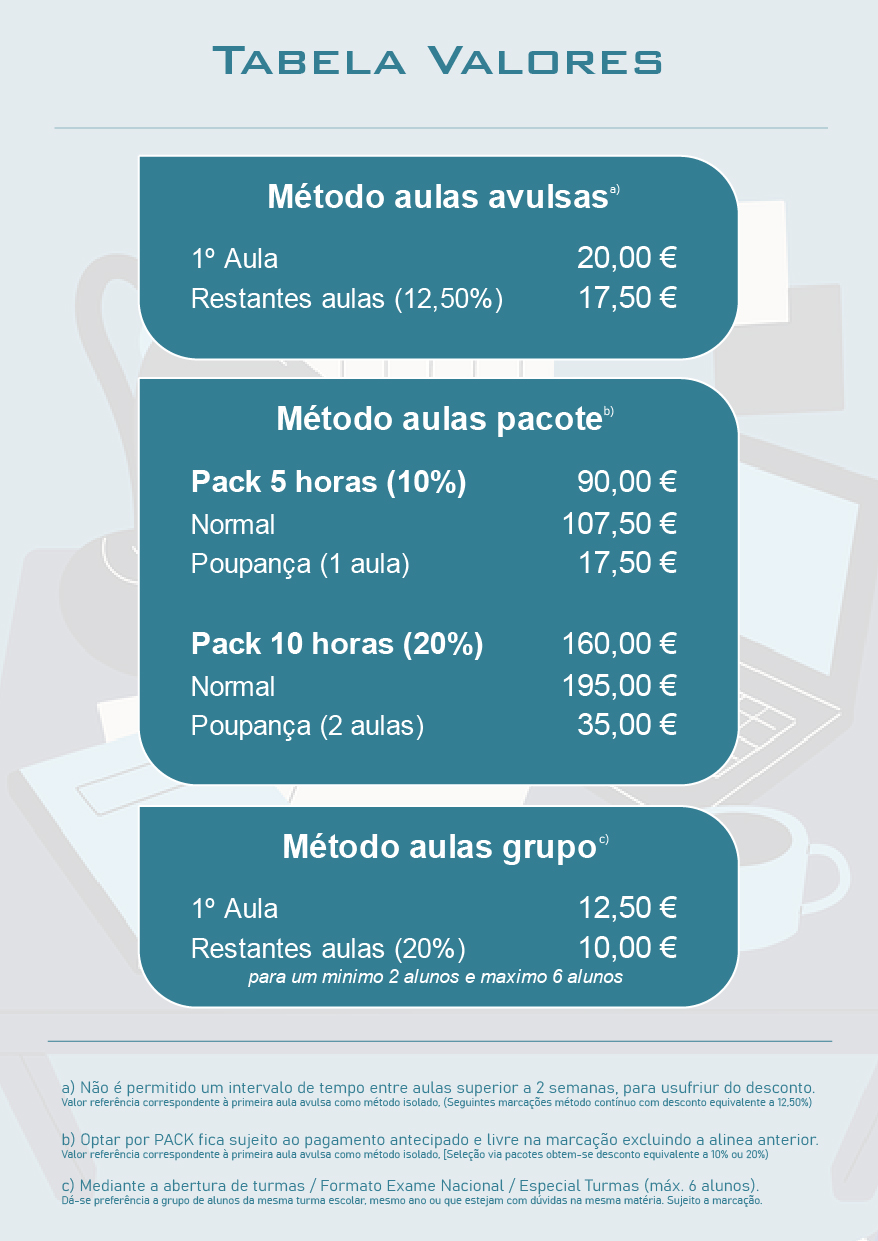 Tabela Valores
Método aulas avulsas a)
1º Aula 20,00 €
Restantes aulas (12,50%) 17,50 €
Método aulas pacote b)
Pack 5 horas (10%) 90,00 €
Normal 107,50 €
Poupança (1 aula) 17,50 €
Pack 10 horas (20%) 160,00 €
Normal 195,00 €
Poupança (2 aulas) 35,00 €
Método aulas grupo c)
1º Aula 12,50 €
Restantes aulas (20%) 10,00 €
para um minimo 2 alunos e maximo 6 alunos
a) Não é permitido um intervalo de tempo entre aulas superior a 2 semanas, para usufriur do desconto.
Valor referência correspondente à primeira aula avulsa como método isolado, (Seguintes marcações método contínuo com desconto equivalente a 12,50%)
b) Optar por PACK fica sujeito ao pagamento antecipado e livre na marcação excluindo a alinea anterior.
Valor referência correspondente à primeira aula avulsa como método isolado, [Seleção via pacotes obtem-se desconto equivalente a 10% ou 20%)
c) Mediante a abertura de turmas / Formato Exame Nacional / Especial Turmas (máx. 6 alunos).
Dá-se preferência a grupo de alunos da mesma turma escolar, mesmo ano ou que estejam com dúvidas na mesma matéria. Sujeito a marcação.